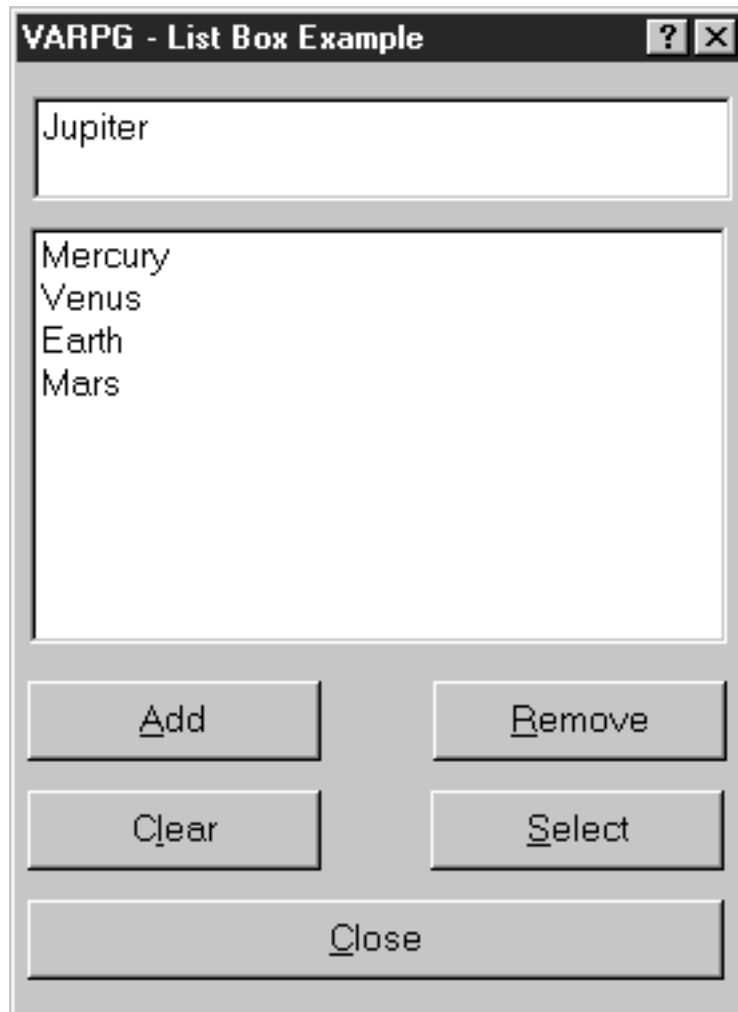 VARPG - List Box Example
Jupiter
Mercury
Venus
Earth
Mars
Add
Remove
Clear
Select
Close